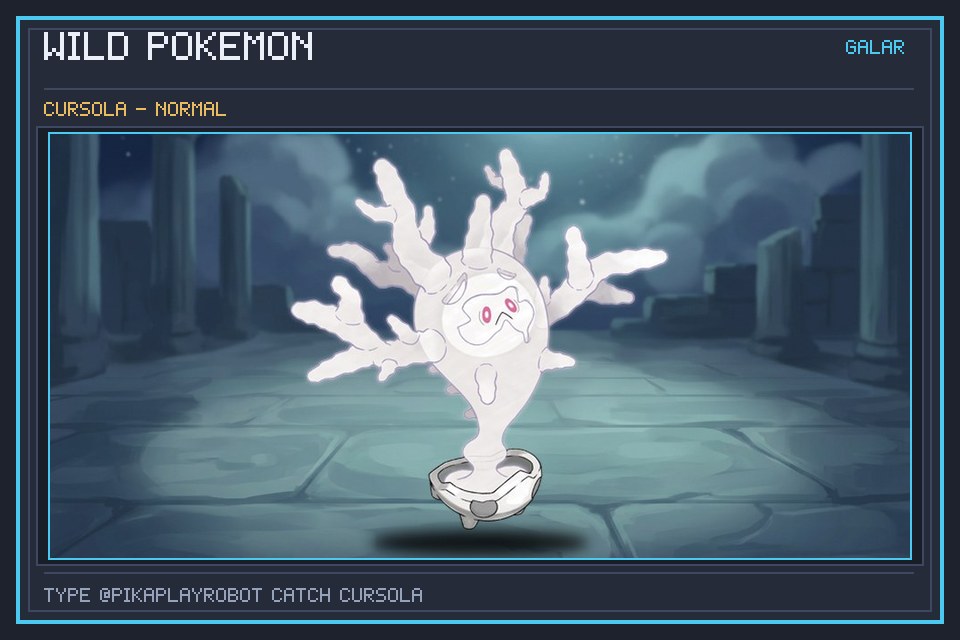 WILD POKEMON
GALAR
CURSOLA - NORMAL
TYPE @PIKAPLAYROBOT CATCH CURSOLA